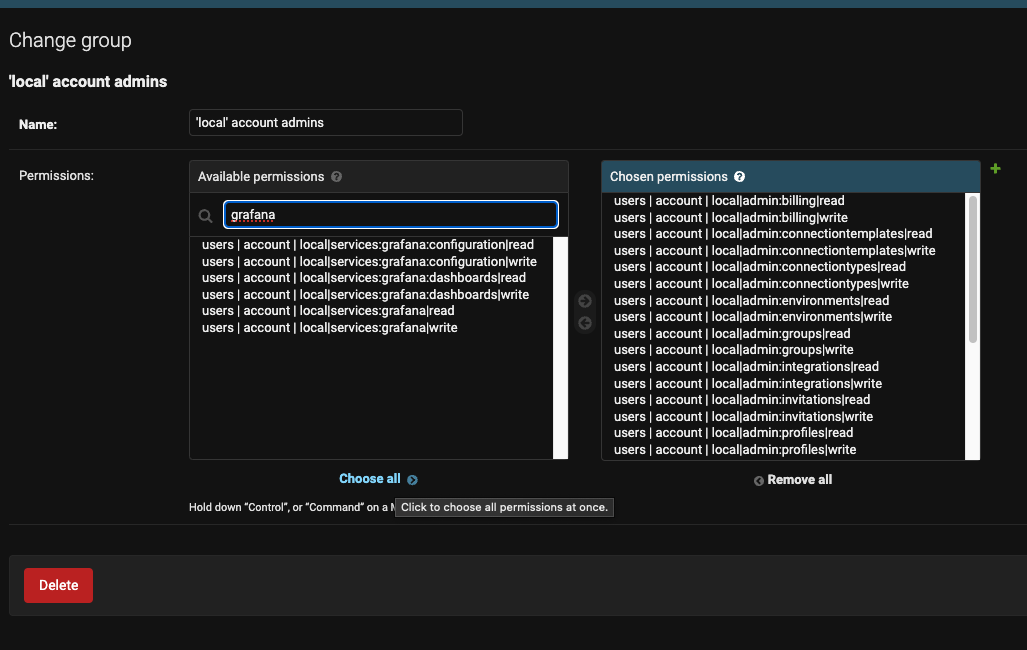 Change group
'local' account admins
Name:
'local' account admins
Permissions:
Available permissions ?
grafana
users | account | local|services:grafana:configuration|read
users | account | local|services:grafana:configuration|write
users | account | local|services:grafana:dashboards|read
users | account | local|services:grafana:dashboards|write
users | account | local|services:grafana|read
users | account | local|services:grafana|write
Choose all
Chosen permissions ?
users | account | local|admin:billing|read
users | account | local|admin:billing|write
users | account | local|admin:connectiontemplates|read
users | account | local|admin:connectiontemplates|write
users | account | local|admin:connectiontypes|read
users | account | local|admin:connectiontypes|write
users | account | local|admin:environments|read
users | account | local|admin:environments|write
users | account | local|admin:groups|read
users | account | local|admin:groups|write
users | account | local|admin:integrations|read
users | account | local|admin:integrations|write
users | account | local|admin:invitations|read
users | account | local|admin:invitations|write
users | account | local|admin:profiles|read
users | account | local|admin:profiles|write
Remove all
Hold down “Control”, or “Command” on a
Click to choose all permissions at once.
Delete